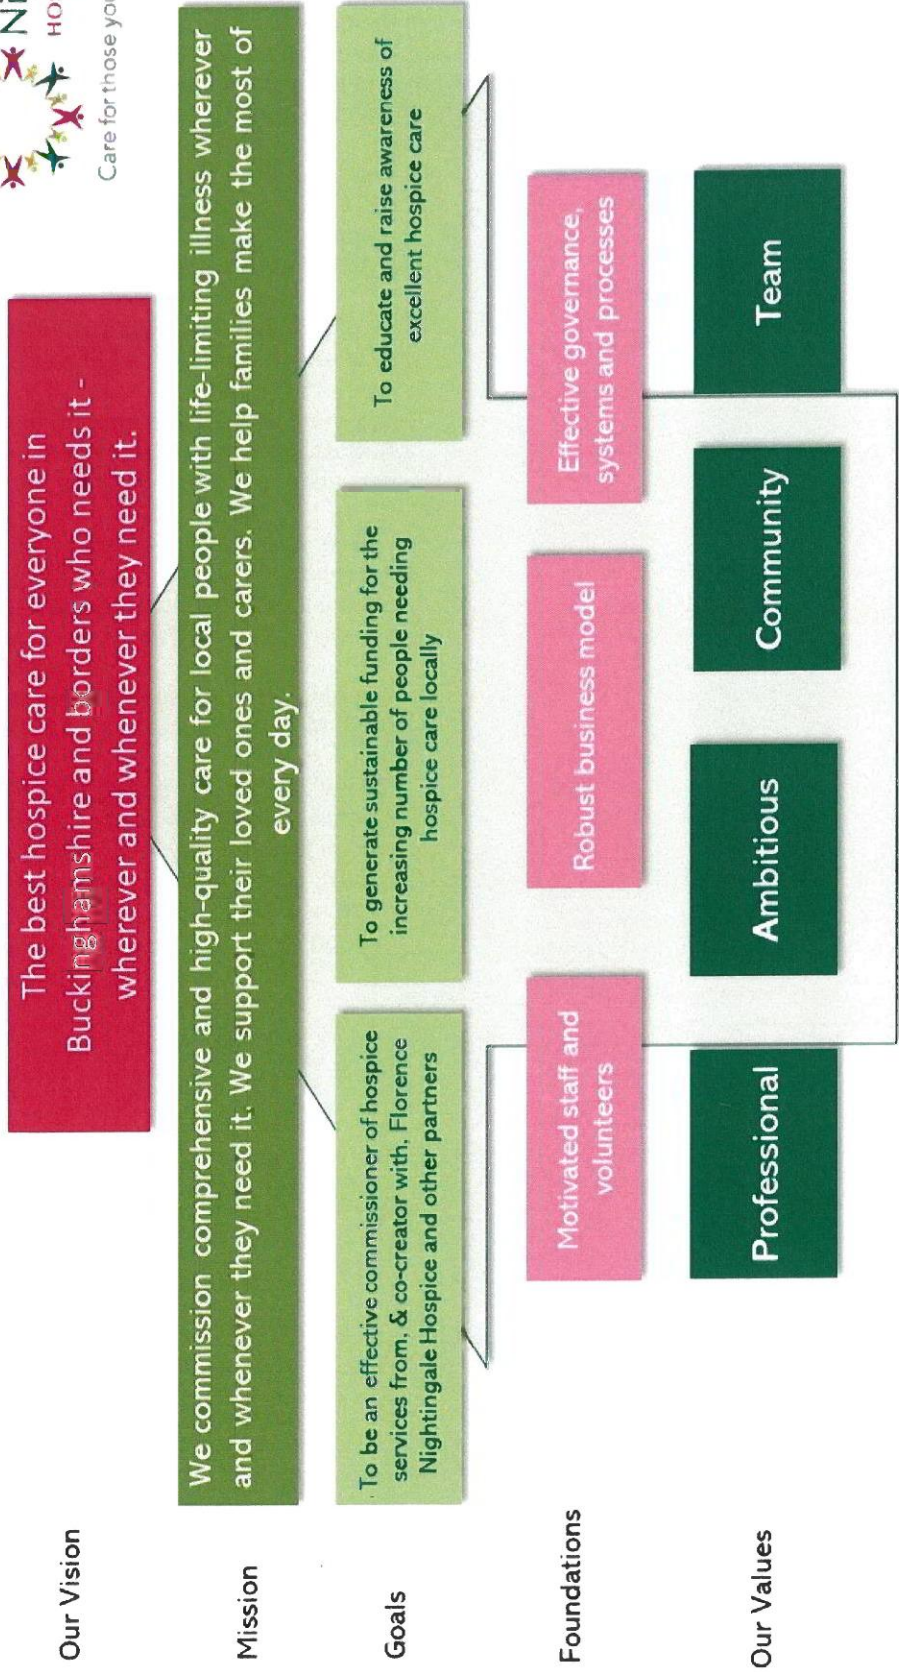 Ni
HO
Care for those you
Our Vision
The best hospice care for everyone in
Buckinghamshire and borders who needs it -
wherever and whenever they need it.
Mission
We commission comprehensive and high-quality care for local people with life-limiting illness wherever
and whenever they need it. We support their loved ones and carers. We help families make the most of
every day.
Goals
To be an effective commissioner of hospice
services from, & co-creator with, Florence
Nightingale Hospice and other partners
To generate sustainable funding for the
increasing number of people needing
hospice care locally
To educate and raise awareness of
excellent hospice care
Foundations
Motivated staff and
volunteers
Robust business model
Effective governance,
systems and processes
Our Values
Professional
Ambitious
Community
Team